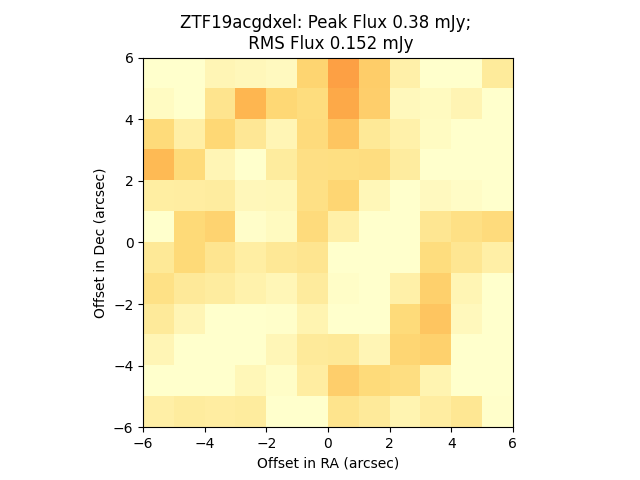 ZTF19acgdxel: Peak Flux 0.38 mJy;
RMS Flux 0.152 mJy
6
4
2
0
−2
−4
−6
Offset in Dec (arcsec)
−6 −4 −2 0 2 4 6
Offset in RA (arcsec)